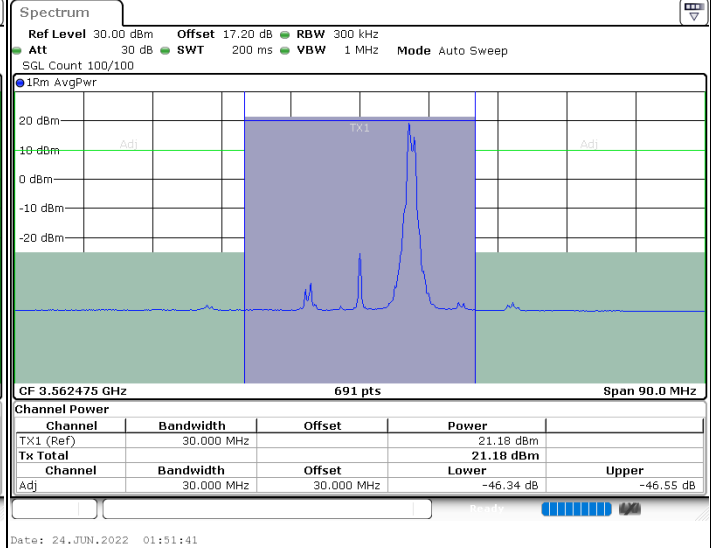 Spectrum
Ref Level 30.00 dBm Offset 17.20 dB RBW 300 kHz
Att 30 dB SWT 200 ms VBW 1 MHz Mode Auto Sweep
SGL Count 100/100
1Rm AvgPwr
TX1
20 dBm
Adj Adj
10 dBm
0 dBm
-10 dBm
-20 dBm
CF 3.562475 GHz 691 pts Span 90.0 MHz
Channel Power
Channel Bandwidth Offset Power
TX1 (Ref) 30.000 MHz 21.18 dBm
Tx Total 21.18 dBm
Channel Bandwidth Offset Lower Upper
Adj 30.000 MHz 30.000 MHz -46.34 dB -46.55 dB
Ready
Date: 24.JUN.2022 01:51:41